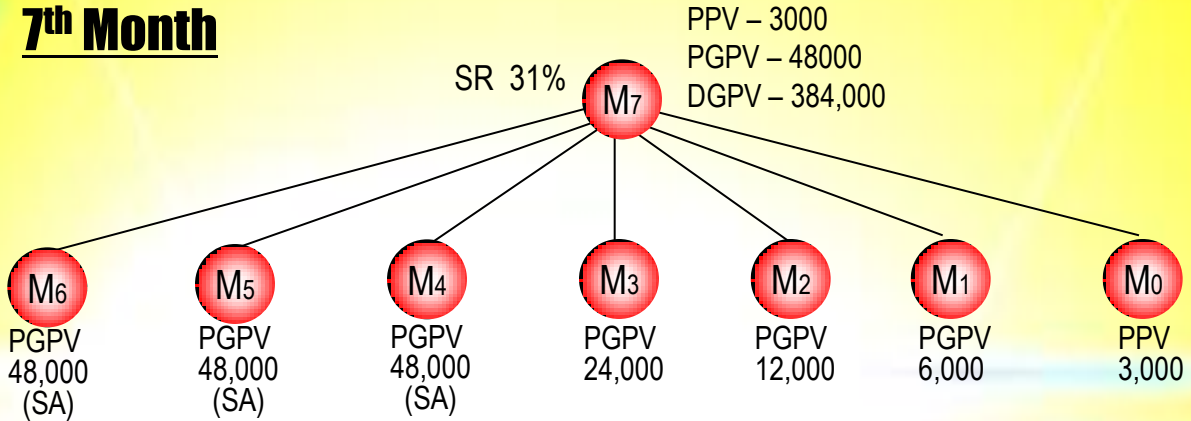 7th Month
PPV – 3000
PGPV – 48000
DGPV – 384,000
SR 31%
M7
M6
M5
M4
M3
M2
M1
M0
PGPV
48,000
(SA)
PGPV
48,000
(SA)
PGPV
48,000
(SA)
PGPV
24,000
PGPV
12,000
PGPV
6,000
PPV
3,000